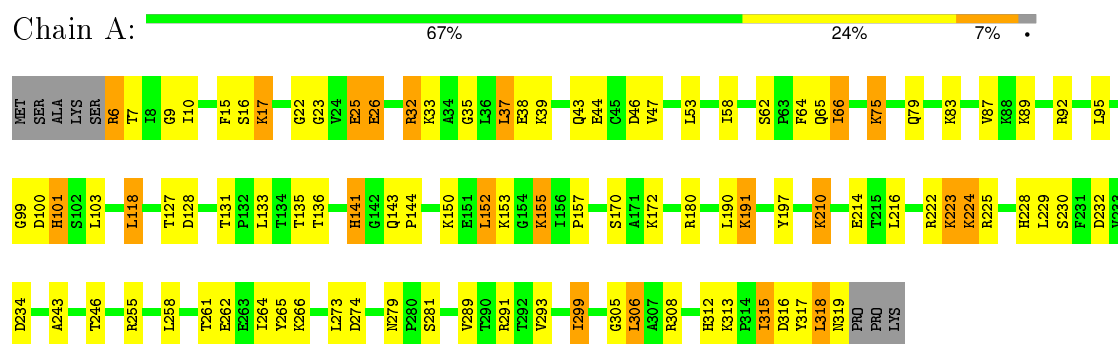 Chain A:
67% 24% 7% •
MET SER ALA LYS SER R6 T7 I8 G9 I10 F15 S16 K17 G22 G23 V24 E25 E26 R32 K33 A34 G35 L36 L37 E38 K39 Q43 E44 C45 D46 V47 L53 I58 S62 P63 F64 Q65 I66 K75 Q79 K83 V87 K88 K89 R92 L95
G99 D100 H101 S102 L103 L118 T127 D128 T131 P132 L133 T134 T135 T136 H141 G142 Q143 P144 K150 E151 L152 K153 G154 K155 I156 P157 S170 A171 K172 R180 L190 K191 Y197 K210 E214 T215 L216 R222 K223 K224 R225 H228 L229 S230 F231 D232 V233
D234 A243 T246 R255 L258 T261 E262 E263 I264 Y265 K266 L273 D274 N279 P280 S281 V289 T290 R291 T292 V293 I299 G305 L306 A307 R308 H312 K313 P314 I315 D316 Y317 L318 N319 PRO PRO LYS